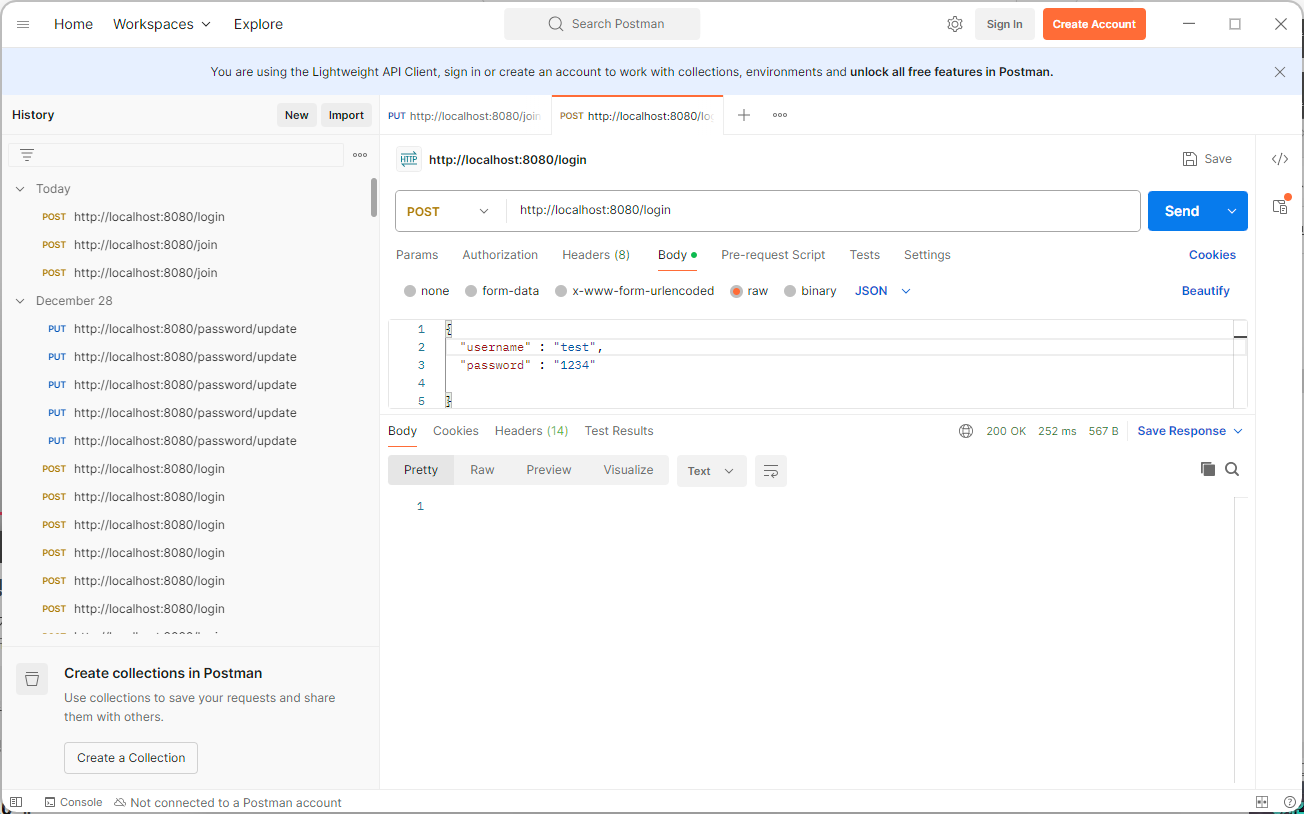 Home
Workspaces
Explore
Search Postman
Sign In
Create Account
You are using the Lightweight API Client, sign in or create an account to work with collections, environments and unlock all free features in Postman.
History
New
Import
PUT http://localhost:8080/join
POST http://localhost:8080/lo
Today
POST http://localhost:8080/login
POST http://localhost:8080/join
POST http://localhost:8080/join
December 28
PUT http://localhost:8080/password/update
PUT http://localhost:8080/password/update
PUT http://localhost:8080/password/update
PUT http://localhost:8080/password/update
PUT http://localhost:8080/password/update
POST http://localhost:8080/login
POST http://localhost:8080/login
POST http://localhost:8080/login
POST http://localhost:8080/login
POST http://localhost:8080/login
POST http://localhost:8080/login
Create collections in Postman
Use collections to save your requests and share
them with others.
Create a Collection
HTTP
http://localhost:8080/login
Save
POST
http://localhost:8080/login
Send
Params
Authorization
Headers (8)
Body
Pre-request Script
Tests
Settings
Cookies
none
form-data
x-www-form-urlencoded
raw
binary
JSON
Beautify
1 {
2 "username" : "test",
3 "password" : "1234"
4
5 }
Body
Cookies
Headers (14)
Test Results
200 OK
252 ms
567 B
Save Response
Pretty
Raw
Preview
Visualize
Text
1
Console
Not connected to a Postman account